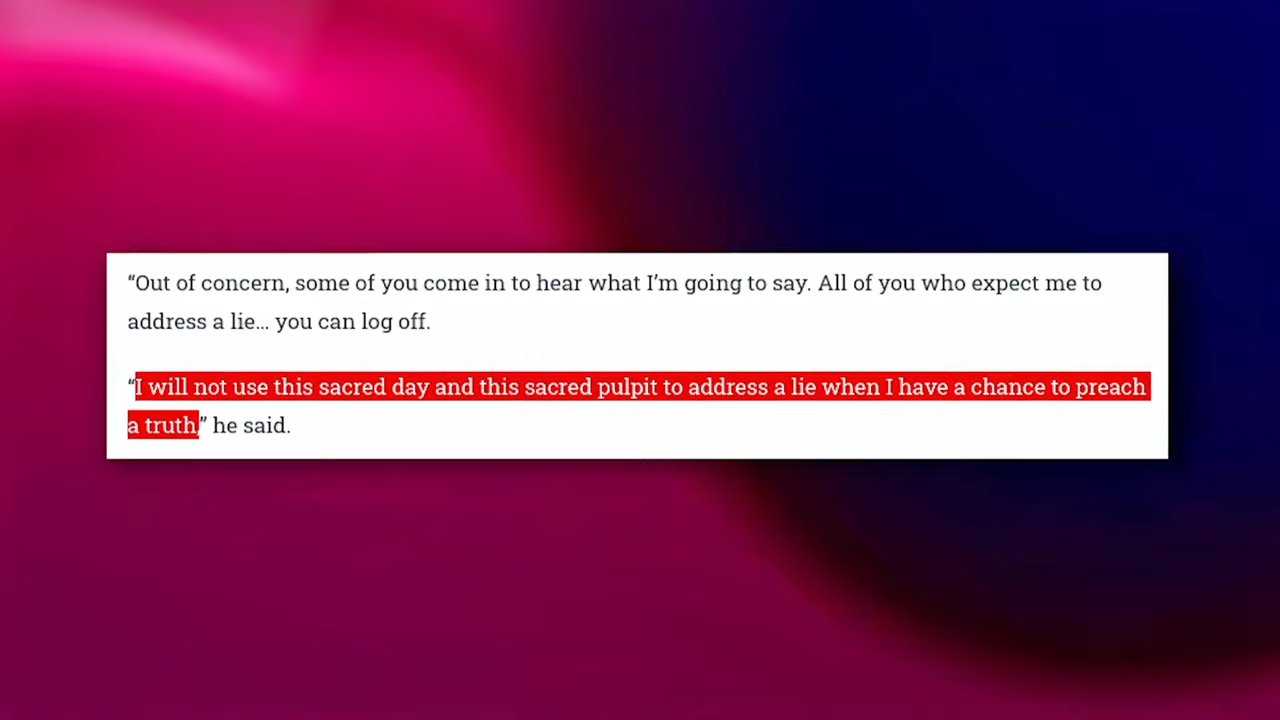 “Out of concern, some of you come in to hear what I’m going to say. All of you who expect me to
address a lie… you can log off.
“I will not use this sacred day and this sacred pulpit to address a lie when I have a chance to preach
a truth,” he said.